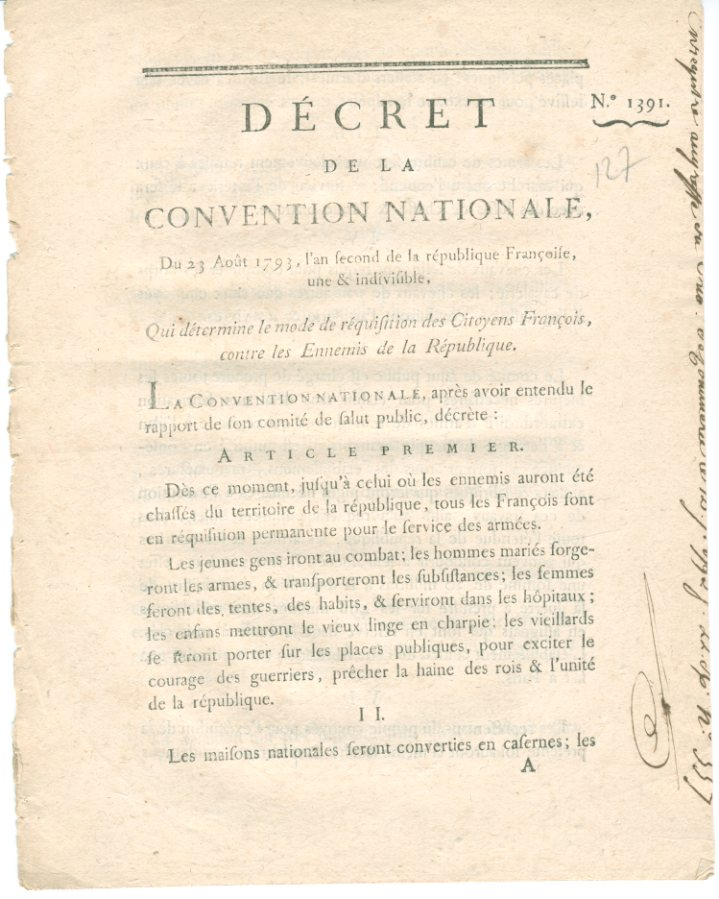 DÉCRET
N.° 1391.
127
DE LA
CONVENTION NATIONALE,
Du 23 Août 1793, l'an ſecond de la république Françoiſe,
une & indiviſible,
Qui détermine le mode de réquiſition des Citoyens François,
contre les Ennemis de la République.
LA CONVENTION NATIONALE, après avoir entendu le
rapport de ſon comité de ſalut public, décrète :
ARTICLE PREMIER.
Dès ce moment, juſqu'à celui où les ennemis auront été
chaſſés du territoire de la république, tous les François ſont
en réquiſition permanente pour le ſervice des armées.
Les jeunes gens iront au combat; les hommes mariés forge-
ront les armes, & tranſporteront les ſubſiſtances; les femmes
feront des tentes, des habits, & ſerviront dans les hôpitaux;
les enfans mettront le vieux linge en charpie; les vieillards
ſe feront porter ſur les places publiques, pour exciter le
courage des guerriers, prêcher la haine des rois & l'unité
de la république.
II.
Les maiſons nationales ſeront converties en caſernes; les
A